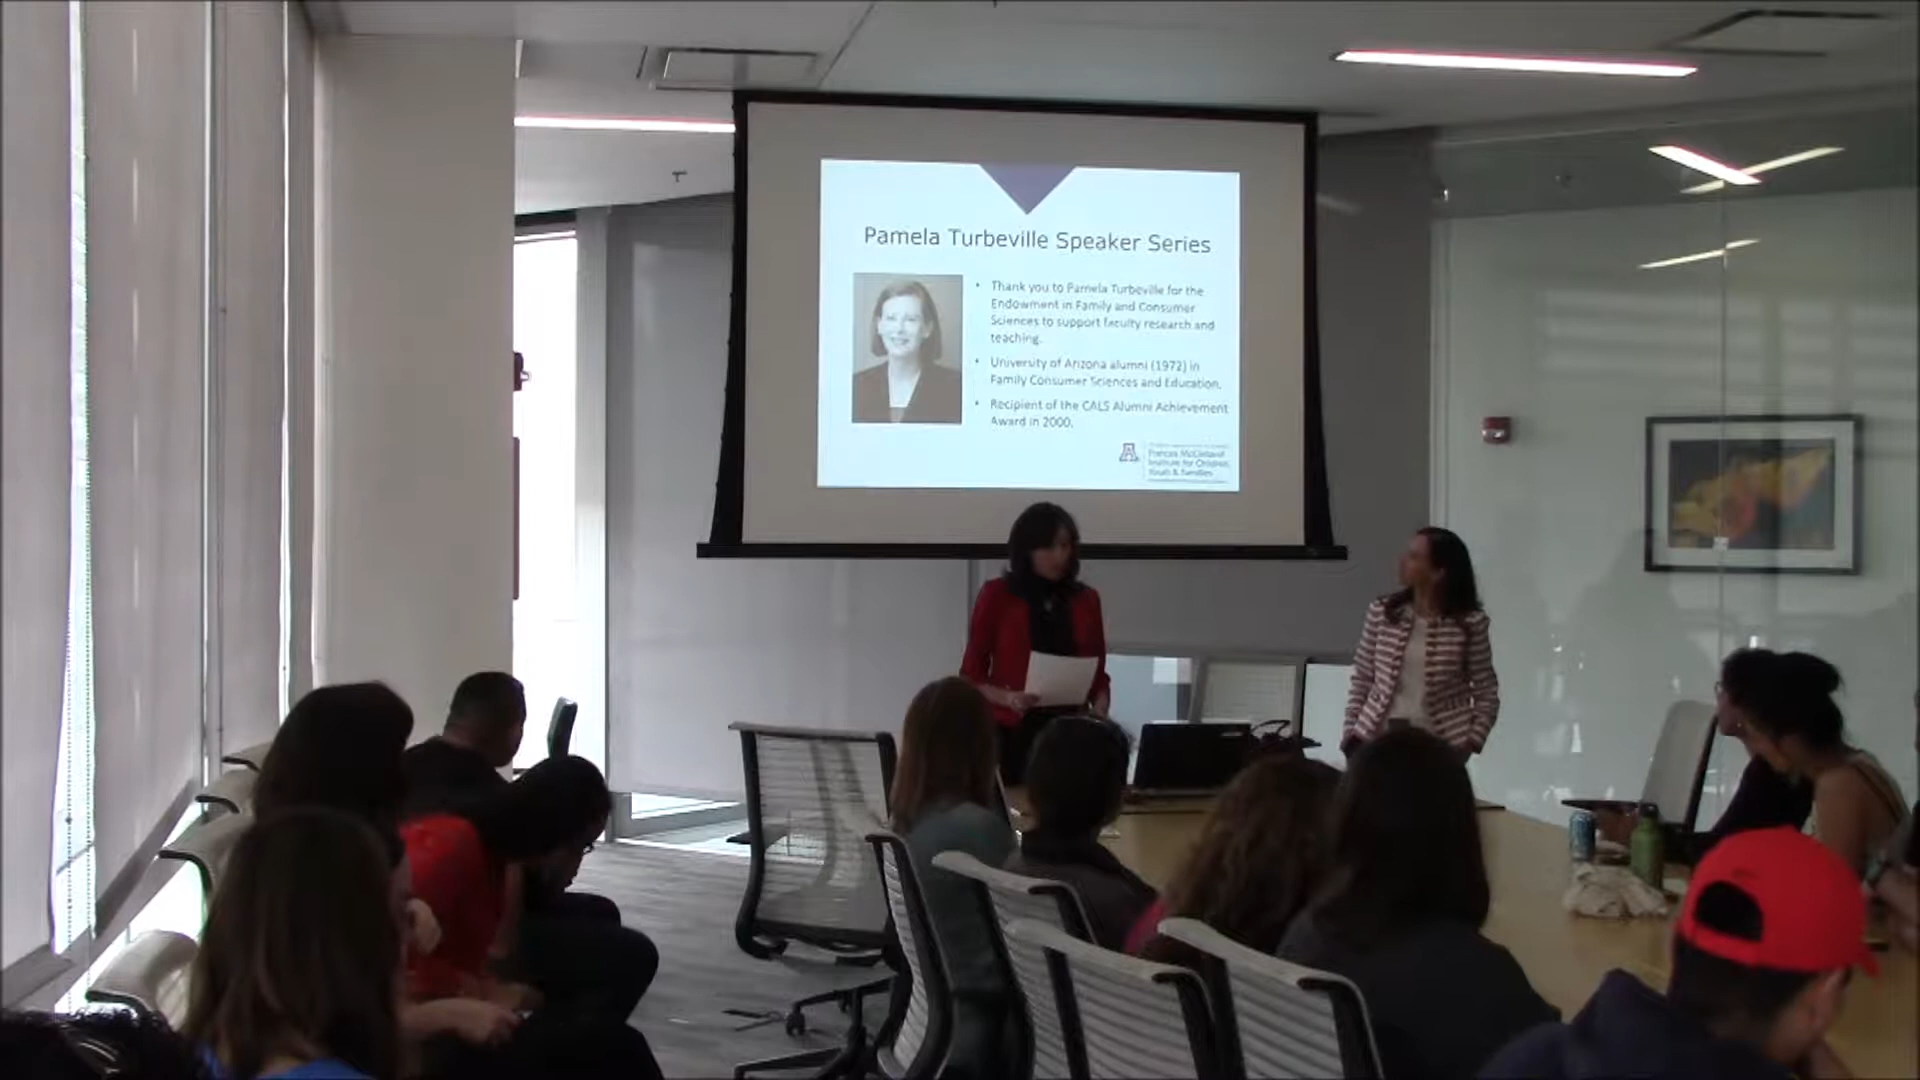 Pamela Turbeville Speaker Series
• Thank you to Pamela Turbeville for the
Endowment in Family and Consumer
Sciences to support faculty research and
teaching.
• University of Arizona alumni (1972) in
Family Consumer Sciences and Education.
• Recipient of the CALS Alumni Achievement
Award in 2000.
A
Frances McClelland
Institute for Children,
Youth & Families